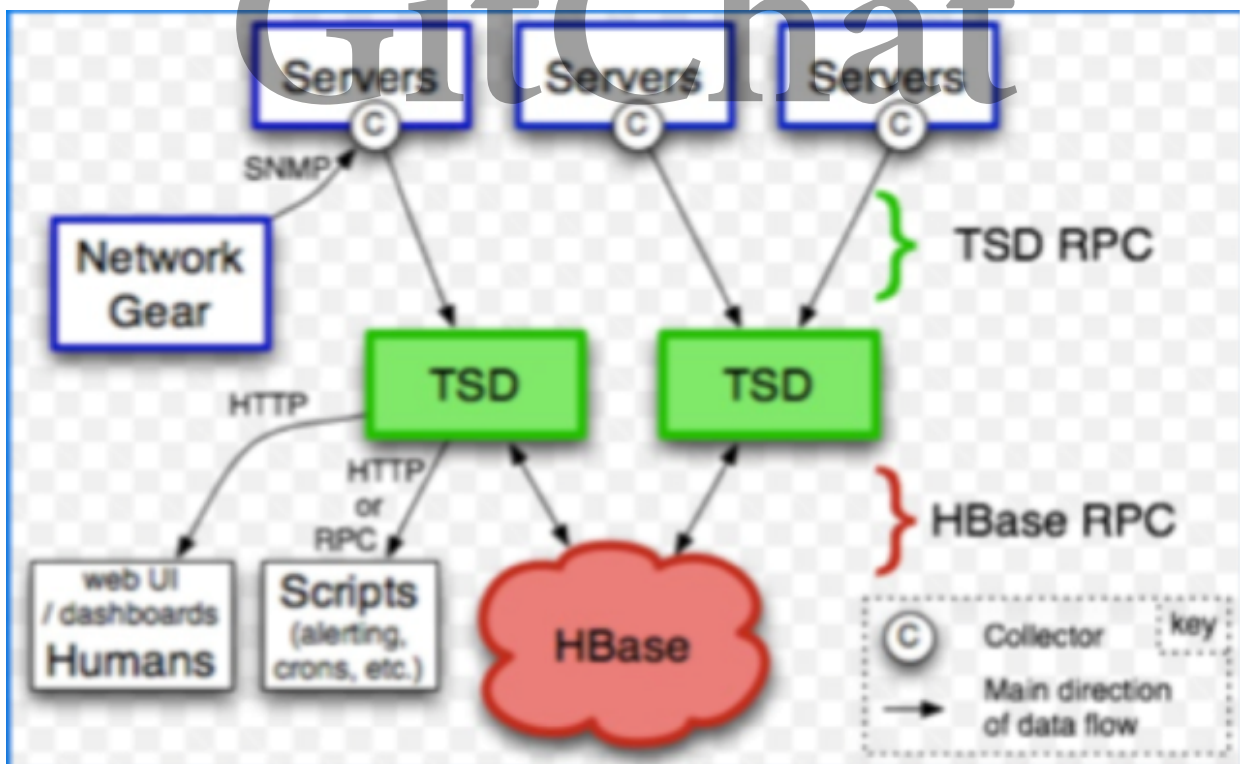 GitChat
Servers
Servers
Servers
C
C
C
SNMP
Network
Gear
TSD RPC
TSD
TSD
HTTP
HTTP
or
RPC
HBase RPC
web UI
/ dashboards
Humans
Scripts
(alerting,
crons, etc.)
HBase
key
C
Collector
Main direction
of data flow